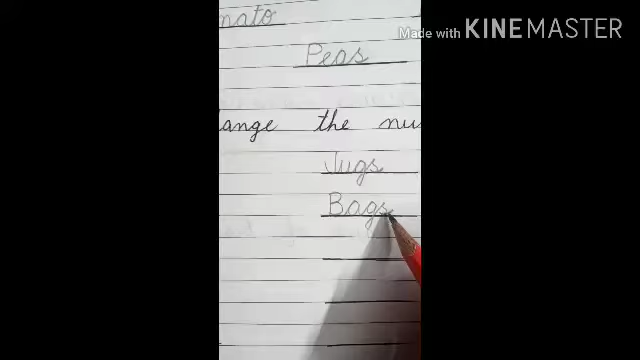 Made with KINEMASTER
nato
Peas
ange the nu
Jugs
Bags